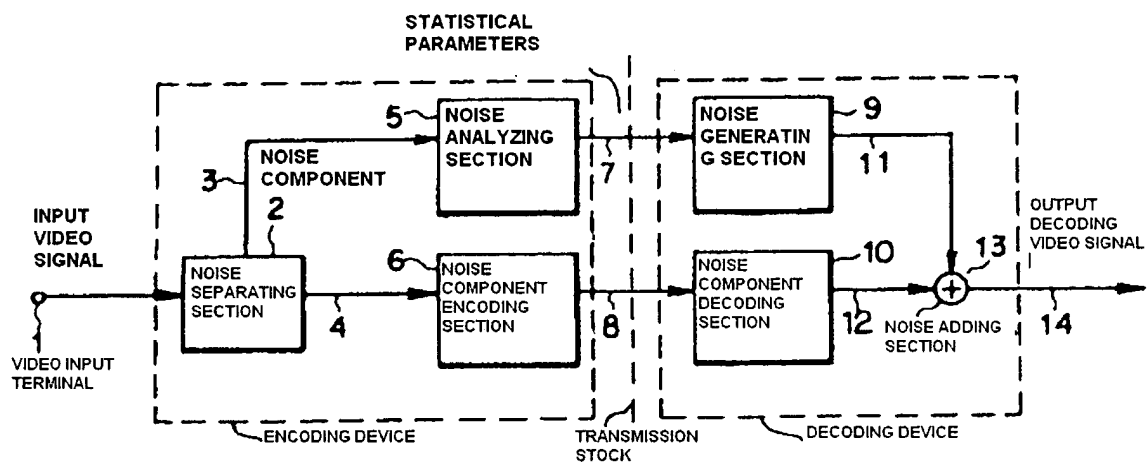 STATISTICAL
PARAMETERS
5
NOISE
ANALYZING
SECTION
7
NOISE
GENERATIN
G SECTION
9
11
3
NOISE
COMPONENT
INPUT
VIDEO
SIGNAL
2
NOISE
SEPARATING
SECTION
4
6
NOISE
COMPONENT
ENCODING
SECTION
8
NOISE
COMPONENT
DECODING
SECTION
10
12
13
NOISE ADDING
SECTION
OUTPUT
DECODING
VIDEO SIGNAL
14
1
VIDEO INPUT
TERMINAL
ENCODING DEVICE
TRANSMISSION
STOCK
DECODING DEVICE